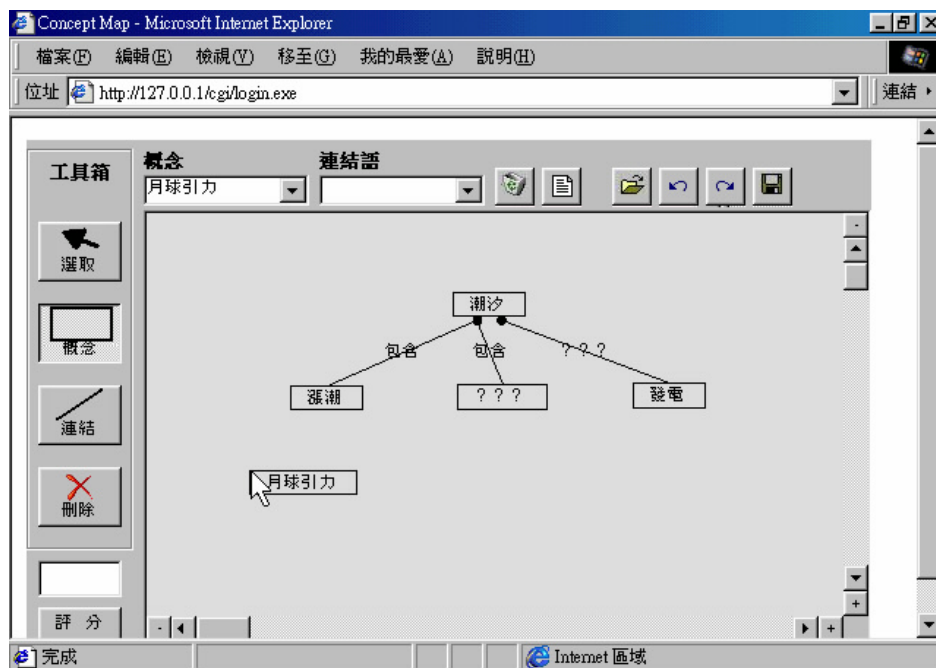 Concept Map - Microsoft Internet Explorer
檔案(F) 編輯(E) 檢視(V) 移至(G) 我的最愛(A) 説明(H)
位址 http://127.0.0.1/cgi/login.exe 連結
工具箱 概念 連結語
月球引力
選取
概念
連結
刪除
評 分
潮汐
包含 包含 ？？？
漲潮 ？？？ 發電
月球引力
完成 Internet 區域